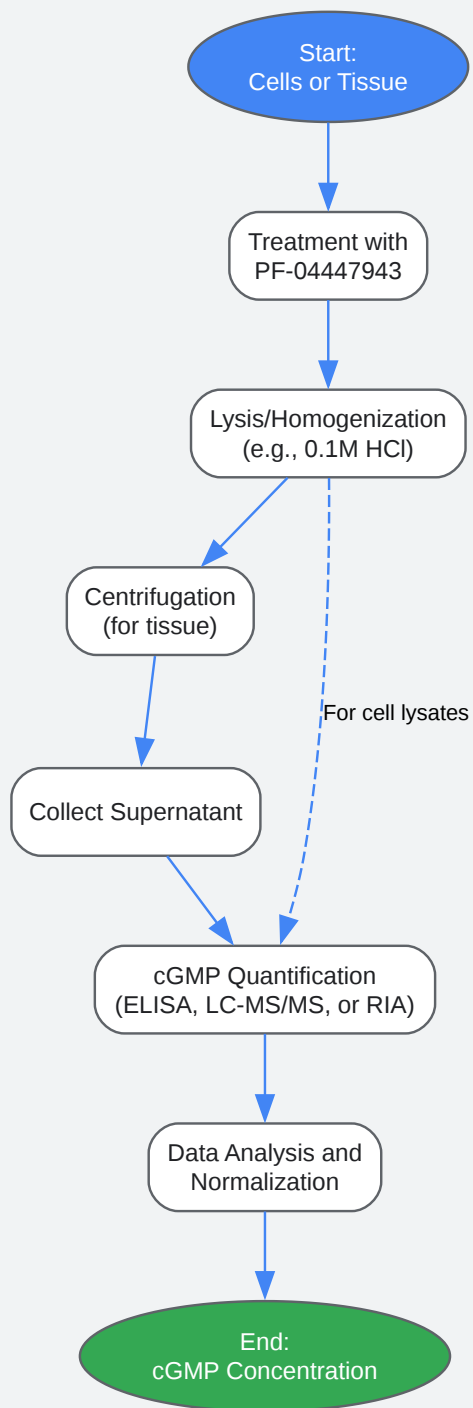 Start:
Cells or Tissue
Treatment with
PF-04447943
Lysis/Homogenization
(e.g., 0.1M HCl)
Centrifugation
(for tissue)
For cell lysates
Collect Supernatant
cGMP Quantification
(ELISA, LC-MS/MS, or RIA)
Data Analysis and
Normalization
End:
cGMP Concentration